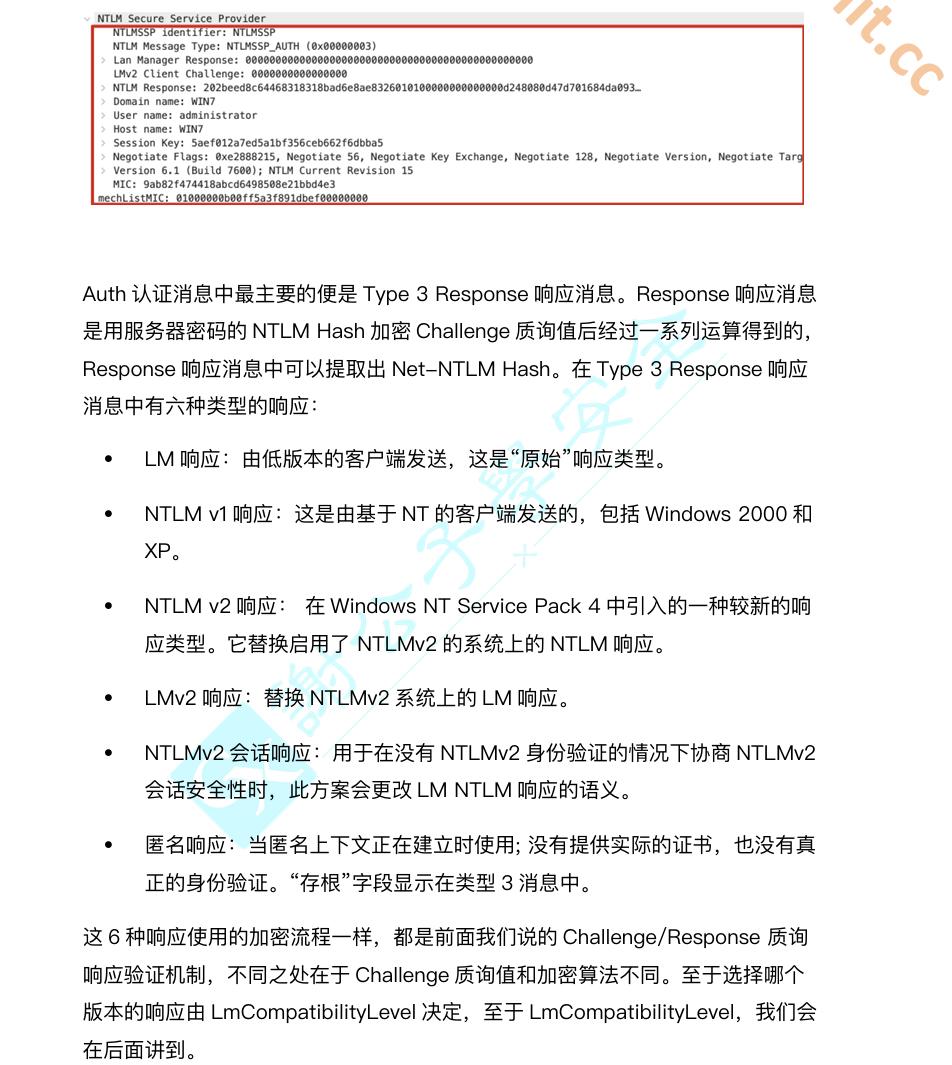 NTLM Secure Service Provider
NTLMSSP identifier: NTLMSSP
NTLM Message Type: NTLMSSP_AUTH (0x00000003)
Lan Manager Response: 000000000000000000000000000000000000000000000000
LMv2 Client Challenge: 0000000000000000
NTLM Response: 202beed8c64468318318bad6e8ae8326010100000000000000d248080d47d701684da093…
Domain name: WIN7
User name: administrator
Host name: WIN7
Session Key: 5aef012a7ed5a1bf356ceb662f6dbba5
Negotiate Flags: 0xe2888215, Negotiate 56, Negotiate Key Exchange, Negotiate 128, Negotiate Version, Negotiate Targ
Version 6.1 (Build 7600); NTLM Current Revision 15
MIC: 9ab82f474418abcd6498508e21bbd4e3
mechListMIC: 01000000b00ff5a3f891dbef00000000
Auth 认证消息中最主要的便是 Type 3 Response 响应消息。Response 响应消息
是用服务器密码的 NTLM Hash 加密 Challenge 质询值后经过一系列运算得到的,
Response 响应消息中可以提取出 Net-NTLM Hash。在 Type 3 Response 响应
消息中有六种类型的响应：
• LM 响应：由低版本的客户端发送，这是“原始”响应类型。
• NTLM v1 响应：这是由基于 NT 的客户端发送的，包括 Windows 2000 和
XP。
• NTLM v2 响应： 在 Windows NT Service Pack 4 中引入的一种较新的响
应类型。它替换启用了 NTLMv2 的系统上的 NTLM 响应。
• LMv2 响应：替换 NTLMv2 系统上的 LM 响应。
• NTLMv2 会话响应：用于在没有 NTLMv2 身份验证的情况下协商 NTLMv2
会话安全性时，此方案会更改 LM NTLM 响应的语义。
• 匿名响应：当匿名上下文正在建立时使用; 没有提供实际的证书，也没有真
正的身份验证。“存根”字段显示在类型 3 消息中。
这 6 种响应使用的加密流程一样，都是前面我们说的 Challenge/Response 质询
响应验证机制，不同之处在于 Challenge 质询值和加密算法不同。至于选择哪个
版本的响应由 LmCompatibilityLevel 决定，至于 LmCompatibilityLevel，我们会
在后面讲到。
謝公子學安全
it.cc